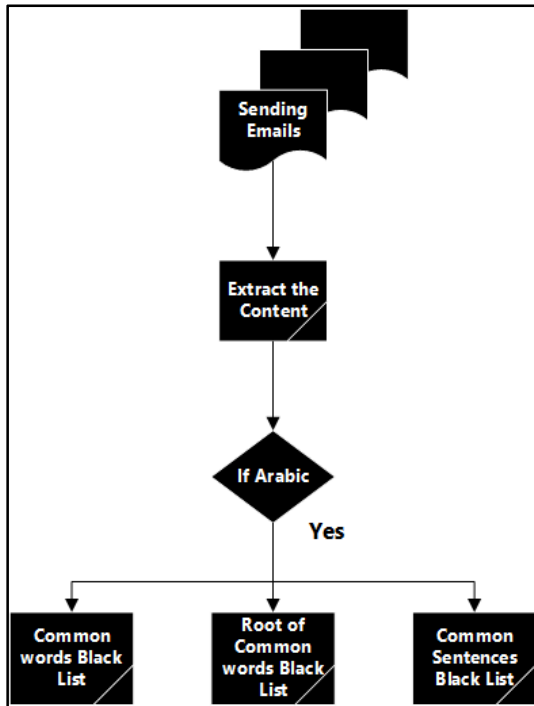 Sending
Emails
Extract the
Content
If Arabic
Yes
Common
words Black
List
Root of
Common
words Black
List
Common
Sentences
Black List